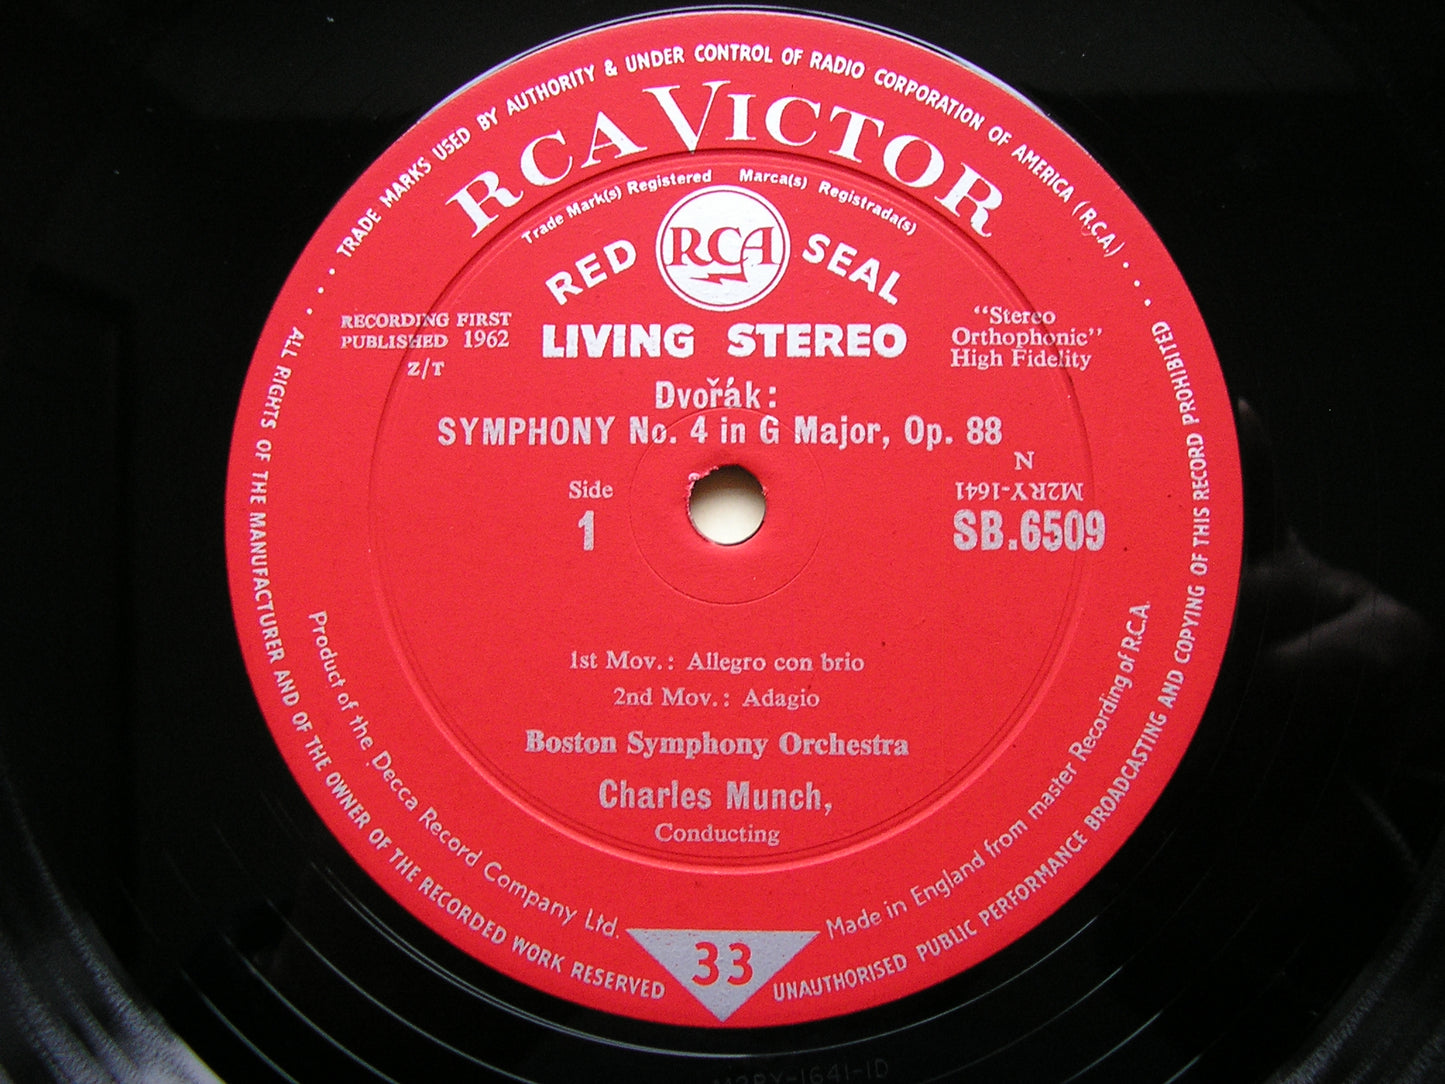 TRADE MARKS USED BY AUTHORITY & UNDER CONTROL OF RADIO CORPORATION OF AMERICA (R.C.A.)
RCA VICTOR
Trade Mark(s) Registered Marca(s) Registrada(s)
RED RCA SEAL
LIVING STEREO
RECORDING FIRST
PUBLISHED 1962
Z/T
"Stereo
Orthophonic"
High Fidelity
Dvořák:
SYMPHONY No. 4 in G Major, Op. 88
N
M2RY-1641
Side
1
SB.6509
1st Mov.: Allegro con brio
2nd Mov.: Adagio
Boston Symphony Orchestra
Charles Munch,
Conducting
Product of the Decca Record Company Ltd.
Made in England from master Recording of R.C.A.
33
ALL RIGHTS OF THE MANUFACTURER AND OF THE OWNER OF THE RECORDED WORK RESERVED
UNAUTHORISED PUBLIC PERFORMANCE BROADCASTING AND COPYING OF THIS RECORD PROHIBITED
M2RY-1641-1D